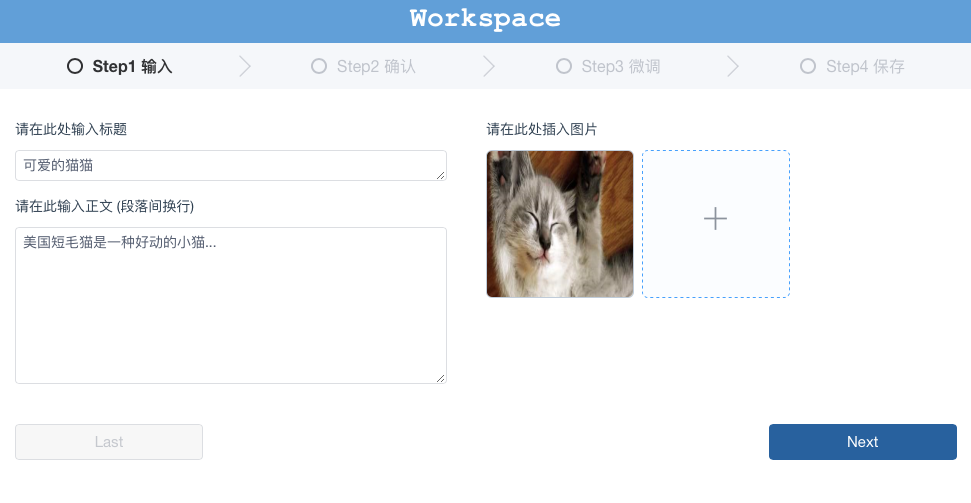 Workspace
Step1 输入
Step2 确认
Step3 微调
Step4 保存
请在此处输入标题
可爱的猫猫
请在此输入正文 (段落间换行)
美国短毛猫是一种好动的小猫...
请在此处插入图片
Last
Next